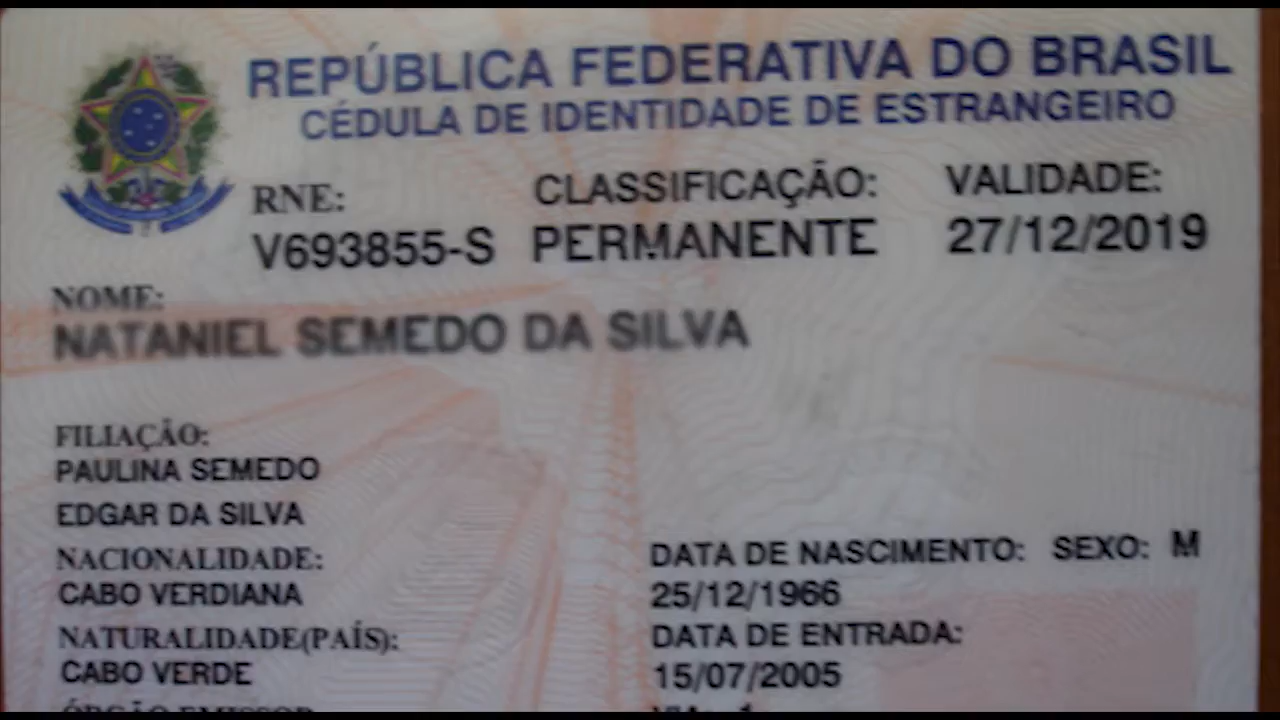 REPÚBLICA FEDERATIVA DO BRASIL
CÉDULA DE IDENTIDADE DE ESTRANGEIRO
RNE: CLASSIFICAÇÃO: VALIDADE:
V693855-S PERMANENTE 27/12/2019
NOME:
NATANIEL SEMEDO DA SILVA
FILIAÇÃO:
PAULINA SEMEDO
EDGAR DA SILVA
NACIONALIDADE: DATA DE NASCIMENTO: SEXO: M
CABO VERDIANA 25/12/1966
NATURALIDADE(PAÍS): DATA DE ENTRADA:
CABO VERDE 15/07/2005
ÓRGÃO EMISSOR